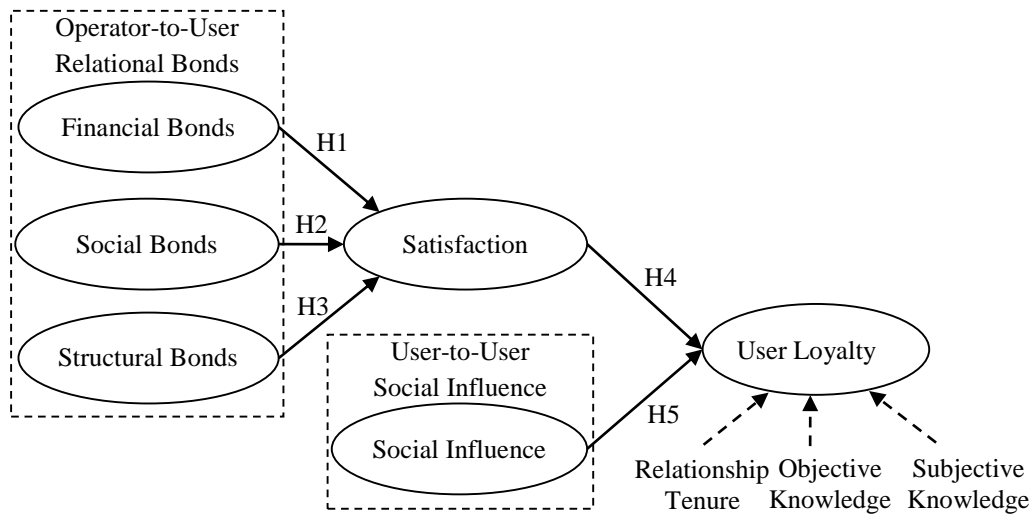 Operator-to-User
Relational Bonds
Financial Bonds
H1
Social Bonds
H2
Satisfaction
H3
Structural Bonds
H4
User-to-User
Social Influence
User Loyalty
Social Influence
H5
Relationship
Tenure
Objective
Knowledge
Subjective
Knowledge